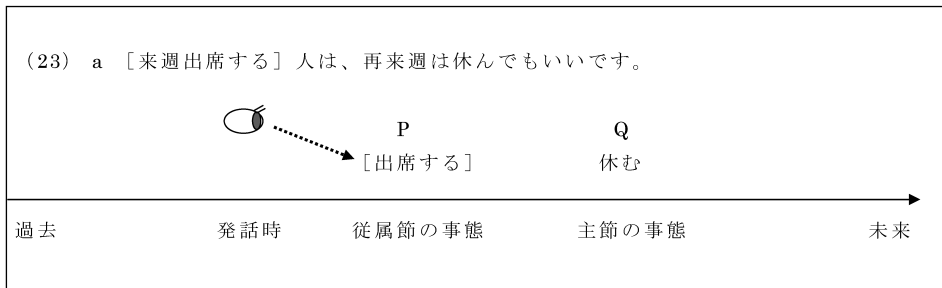 (23) a ［来週出席する］人は、再来週は休んでもいいです。
P Q
［出席する］ 休む
過去 発話時 従属節の事態 主節の事態 未来